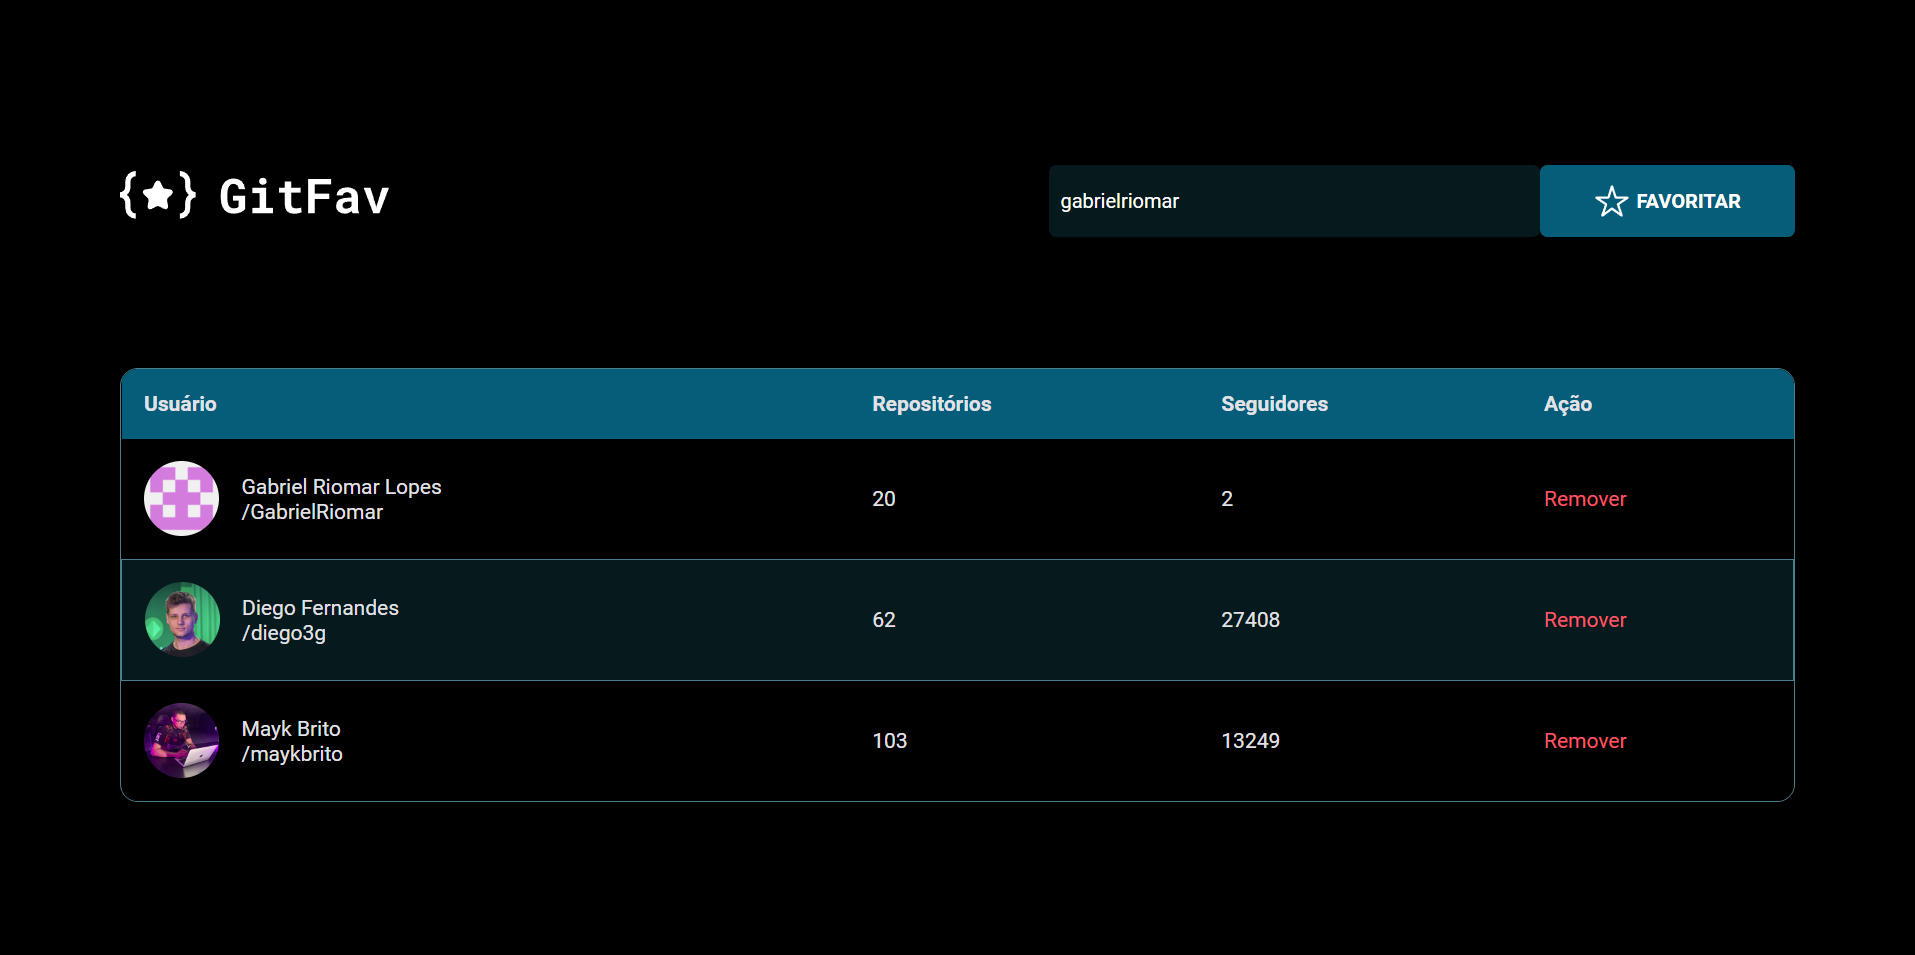 {★} GitFav
gabrielriomar
FAVORITAR
Usuário Repositórios Seguidores Ação
Gabriel Riomar Lopes
/GabrielRiomar
20 2 Remover
Diego Fernandes
/diego3g
62 27408 Remover
Mayk Brito
/maykbrito
103 13249 Remover